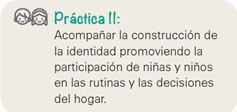 Práctica 11:
Acompañar la construcción de
la identidad promoviendo la
participación de niñas y niños
en las rutinas y las decisiones
del hogar.